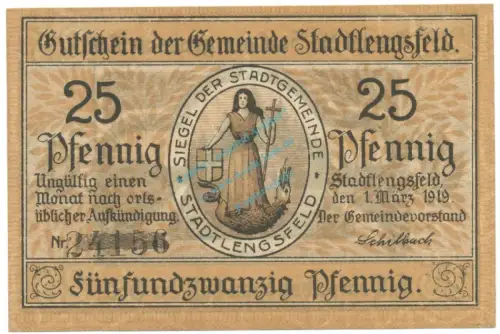 Gutschein der Gemeinde Stadtlengsfeld.
25
Pfennig
Ungültig einen
Monat nach orts-
üblicher Aufkündigung.
Nr. 24156
SIEGEL DER STADTGEMEINDE
STADTLENGSFELD
25
Pfennig
Stadtlengsfeld,
den 1. März 1919.
Der Gemeindevorstand
Schilbach
Fünfundzwanzig Pfennig.